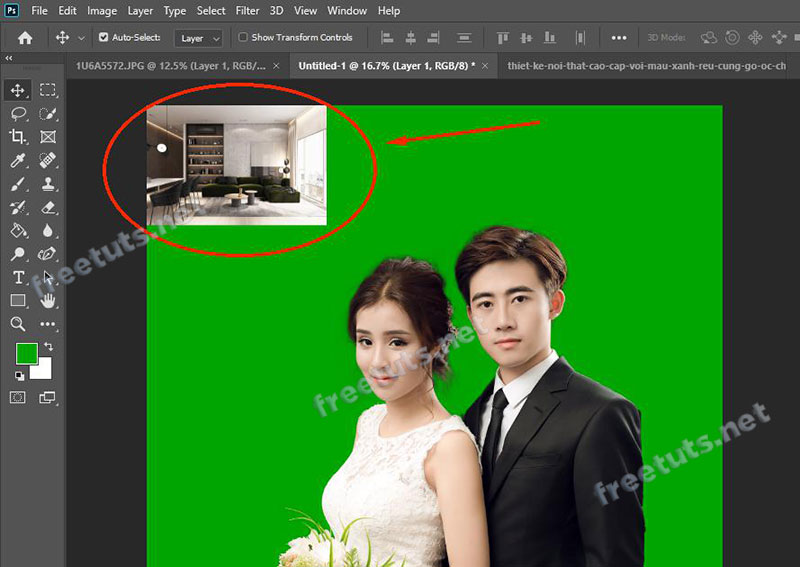 Ps File Edit Image Layer Type Select Filter 3D View Window Help
Auto-Select: Layer Show Transform Controls 3D Mode:
1U6A5572.JPG @ 12.5% (Layer 1, RGB/... × Untitled-1 @ 16.7% (Layer 1, RGB/8) * × thiet-ke-noi-that-cao-cap-voi-mau-xanh-reu-cung-go-oc-ch
freetuts.net
T
freetuts.net
freetuts.net